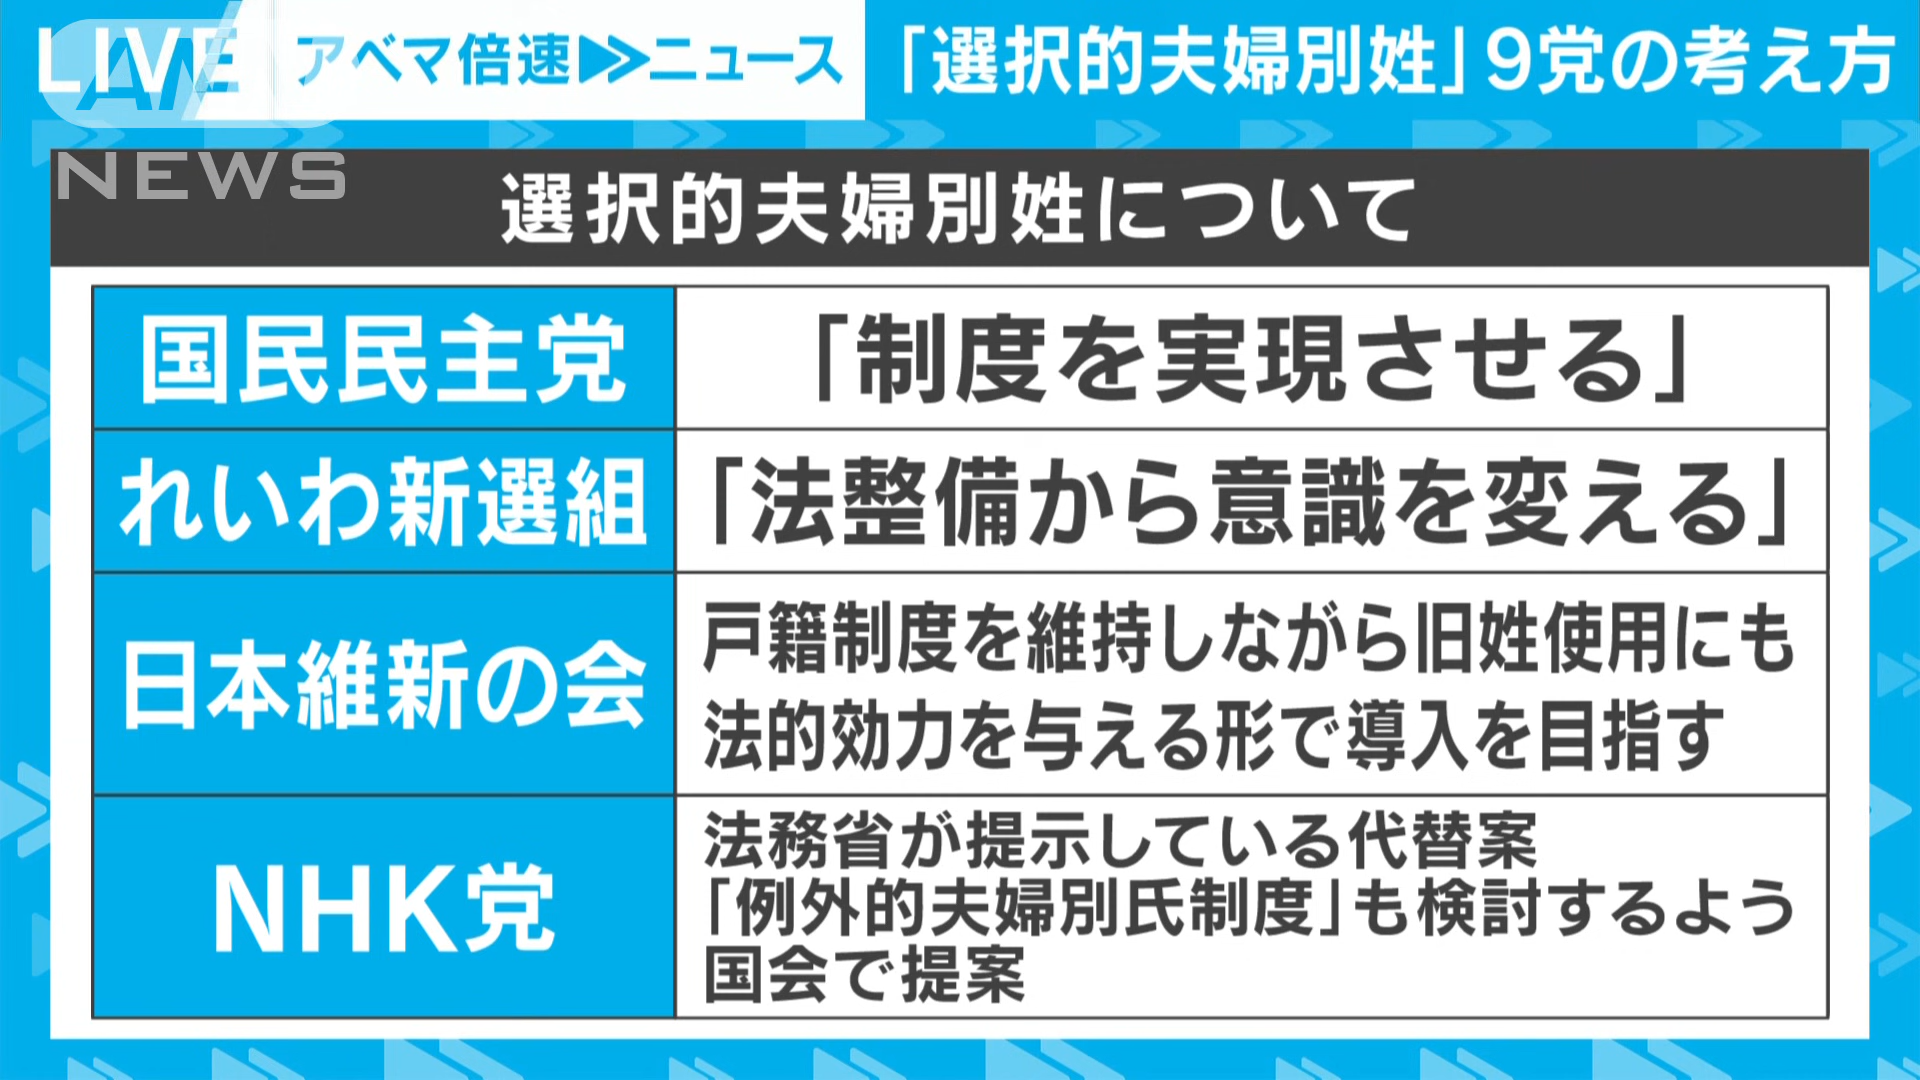 LIVE
ANN
NEWS
アベマ倍速ニュース
「選択的夫婦別姓」9党の考え方
選択的夫婦別姓について
国民民主党
「制度を実現させる」
れいわ新選組
「法整備から意識を変える」
日本維新の会
戸籍制度を維持しながら旧姓使用にも
法的効力を与える形で導入を目指す
NHK党
法務省が提示している代替案
「例外的夫婦別氏制度」も検討するよう
国会で提案